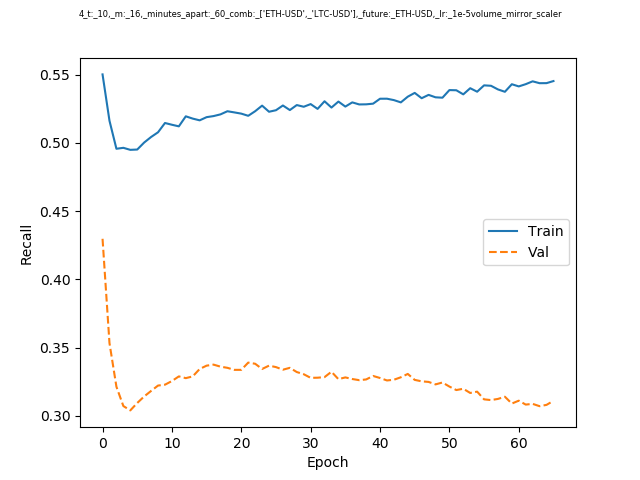 4_t:_10,_m:_16,_minutes_apart:_60_comb:_['ETH-USD',_'LTC-USD'],_future:_ETH-USD,_lr:_1e-5volume_mirror_scaler
0.55
0.50
0.45
0.40
0.35
0.30
Recall
Train
Val
0 10 20 30 40 50 60
Epoch